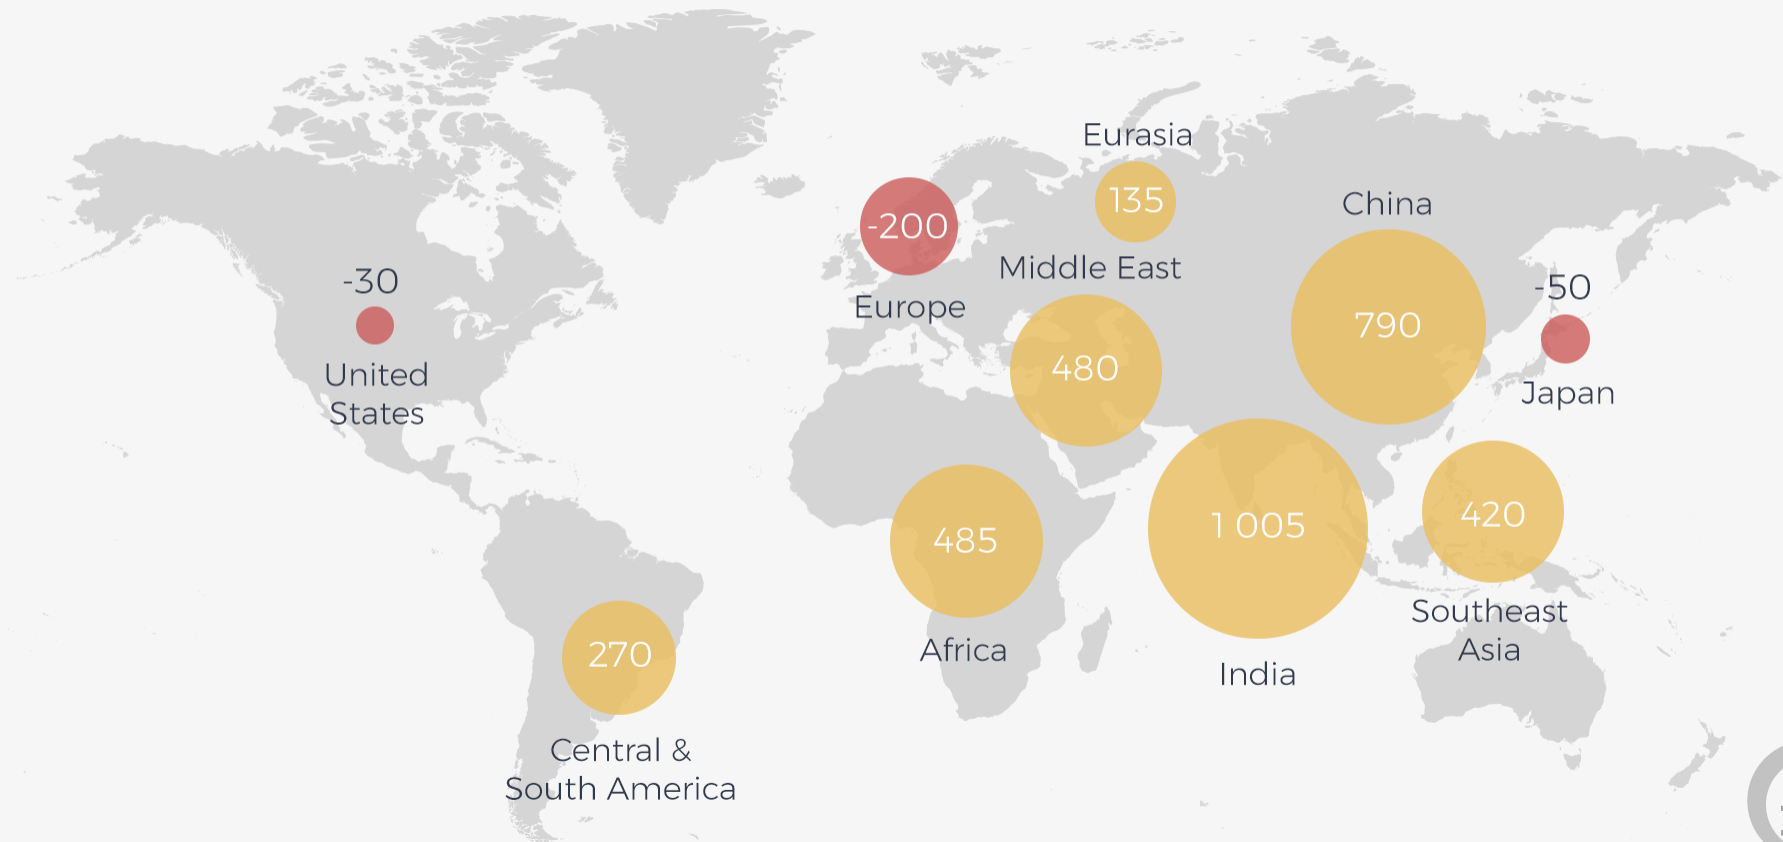 Eurasia
135
-200
China
Middle East
-30
-50
Europe
790
480
United
States
Japan
1 005
420
485
Southeast
Asia
270
Africa
India
Central &
South America